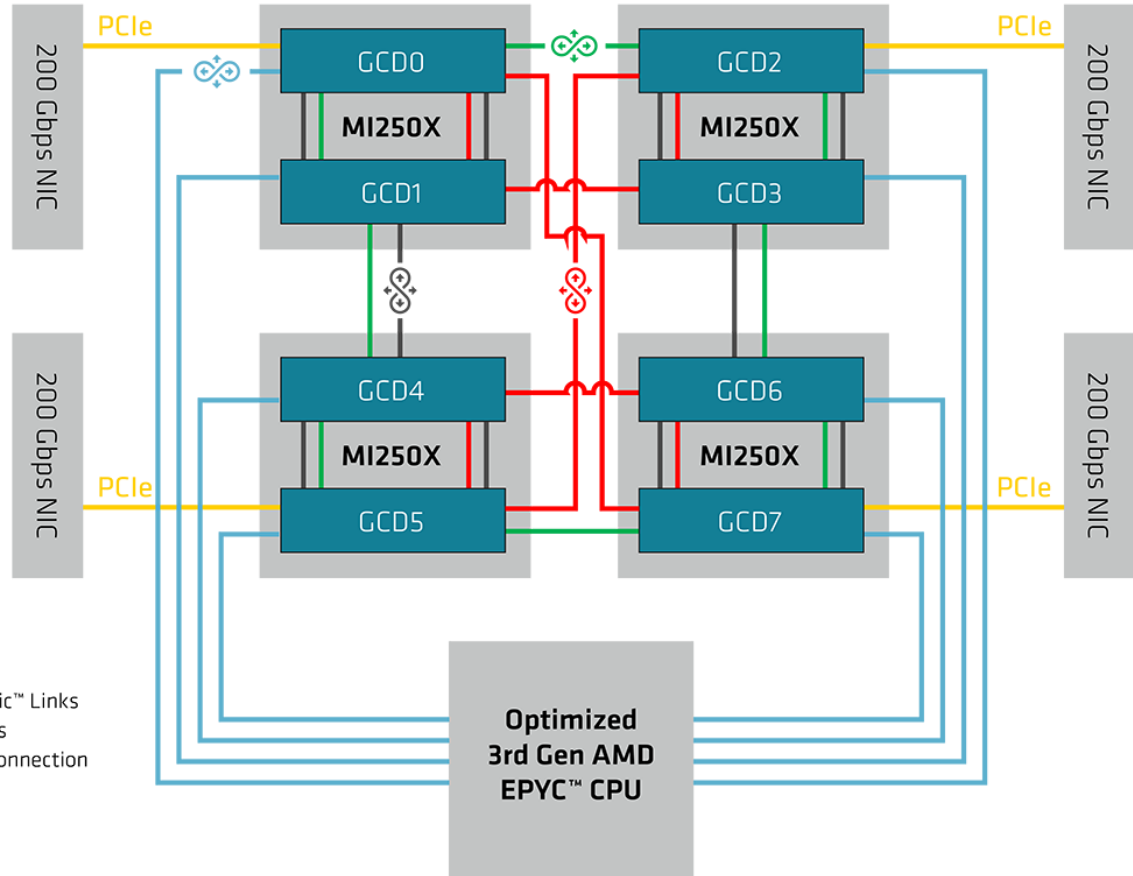 PCIe
PCIe
200 Gbps NIC
GCD0
GCD2
200 Gbps NIC
MI250X
MI250X
GCD1
GCD3
200 Gbps NIC
GCD4
GCD6
200 Gbps NIC
MI250X
MI250X
PCIe
PCIe
GCD5
GCD7
Links
Optimized
3rd Gen AMD
EPYC™ CPU